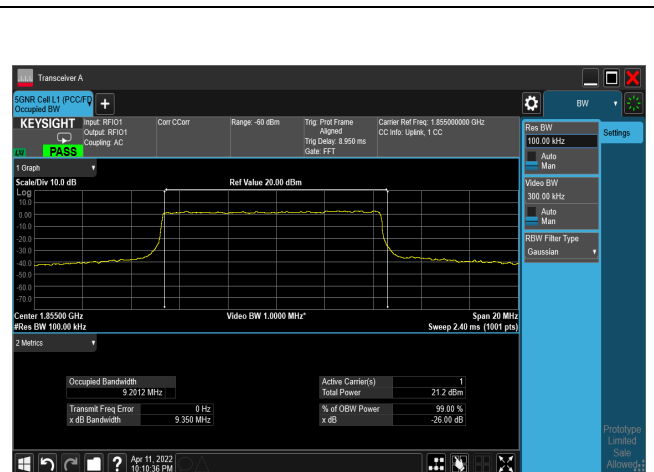 Transceiver A
5GNR Cell L1 (PCC/FD
Occupied BW
BW
KEYSIGHT
Input: RFIO1
Output: RFIO1
Coupling: AC
Corr CCorr
Range: -60 dBm
Trig: Prot Frame
Aligned
Trig Delay: 8.950 ms
Gate: FFT
Carrier Ref Freq: 1.855000000 GHz
CC Info: Uplink, 1 CC
LXI
PASS
Settings
Res BW
100.00 kHz
Auto
Man
Video BW
300.00 kHz
Auto
Man
RBW Filter Type
Gaussian
1 Graph
Scale/Div 10.0 dB
Ref Value 20.00 dBm
Log
10.0
0.00
-10.0
-20.0
-30.0
-40.0
-50.0
-60.0
-70.0
Center 1.85500 GHz
Video BW 1.0000 MHz*
Span 20 MHz
#Res BW 100.00 kHz
Sweep 2.40 ms (1001 pts)
2 Metrics
Occupied Bandwidth
9.2012 MHz
Active Carrier(s) 1
Total Power 21.2 dBm
Transmit Freq Error 0 Hz
x dB Bandwidth 9.350 MHz
% of OBW Power 99.00 %
x dB -26.00 dB
Prototype
Limited
Sale
Allowed
Apr 11, 2022
10:10:36 PM